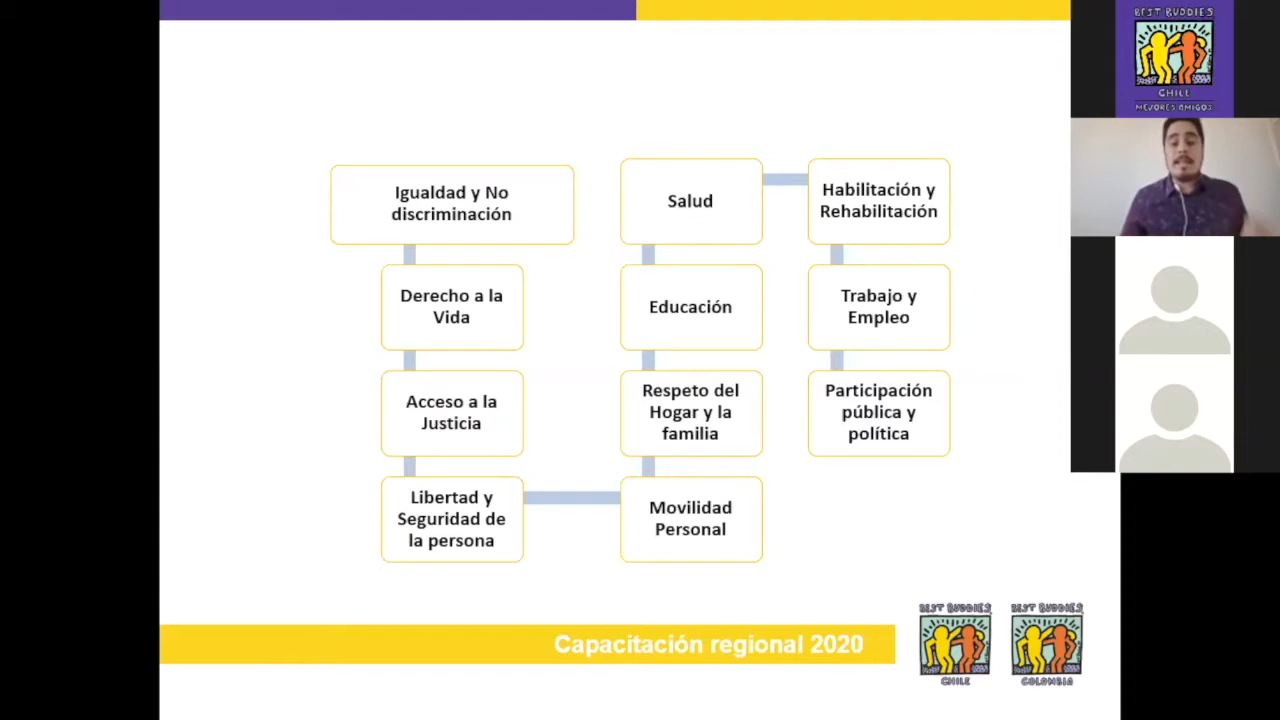 Igualdad y No
discriminación
Derecho a la
Vida
Acceso a la
Justicia
Libertad y
Seguridad de
la persona
Movilidad
Personal
Respeto del
Hogar y la
familia
Educación
Salud
Habilitación y
Rehabilitación
Trabajo y
Empleo
Participación
pública y
política
Capacitación regional 2020
BEST BUDDIES
CHILE
BEST BUDDIES
COLOMBIA
BEST BUDDIES
CHILE
MEJORES AMIGOS